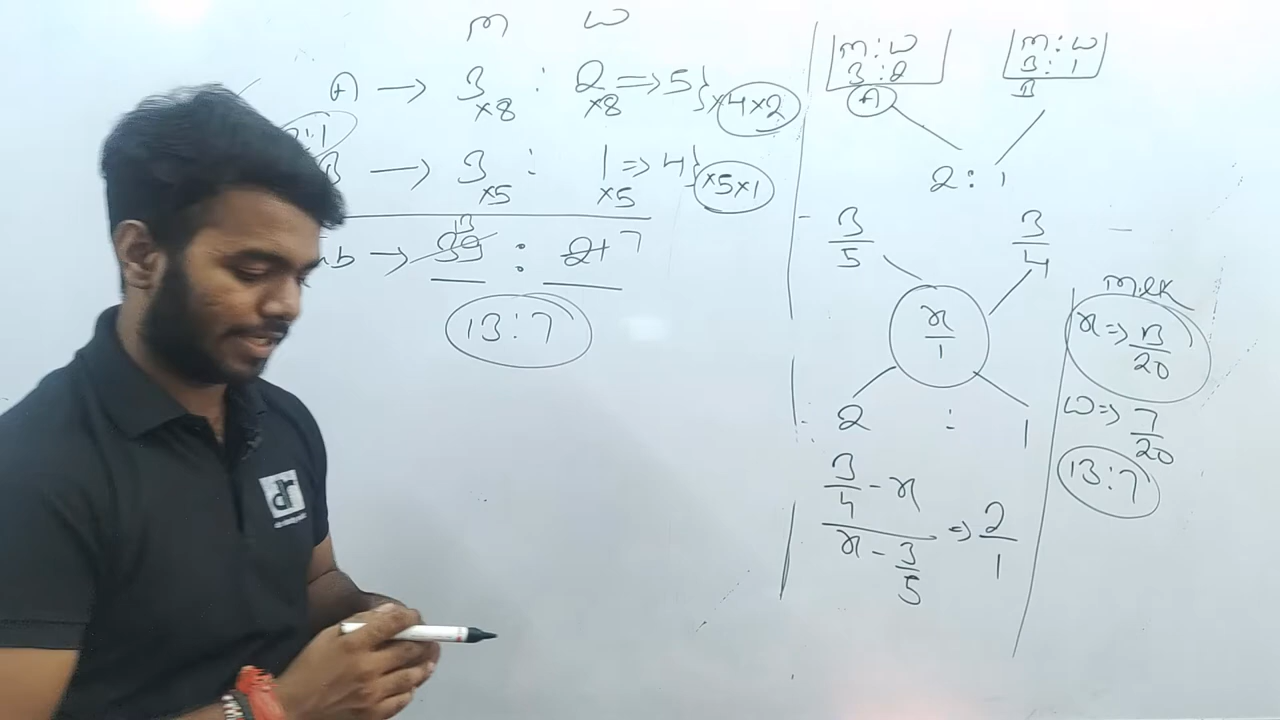 m w
A → 3 : 2 ⇒ 5 } ×4×2
×8 ×8
:1
B → 3 : 1 ⇒ 4 } ×5×1
×5 ×5
→ 39 : 21
13 7
13:7
m:w
3:2
A
m:w
3:1
B
2:1
3/5 3/4
x/1
2 : 1
3/4 - x / x - 3/5 ⇒ 2/1
milk
x ⇒ 13/20
w ⇒ 7/20
13:7
dr